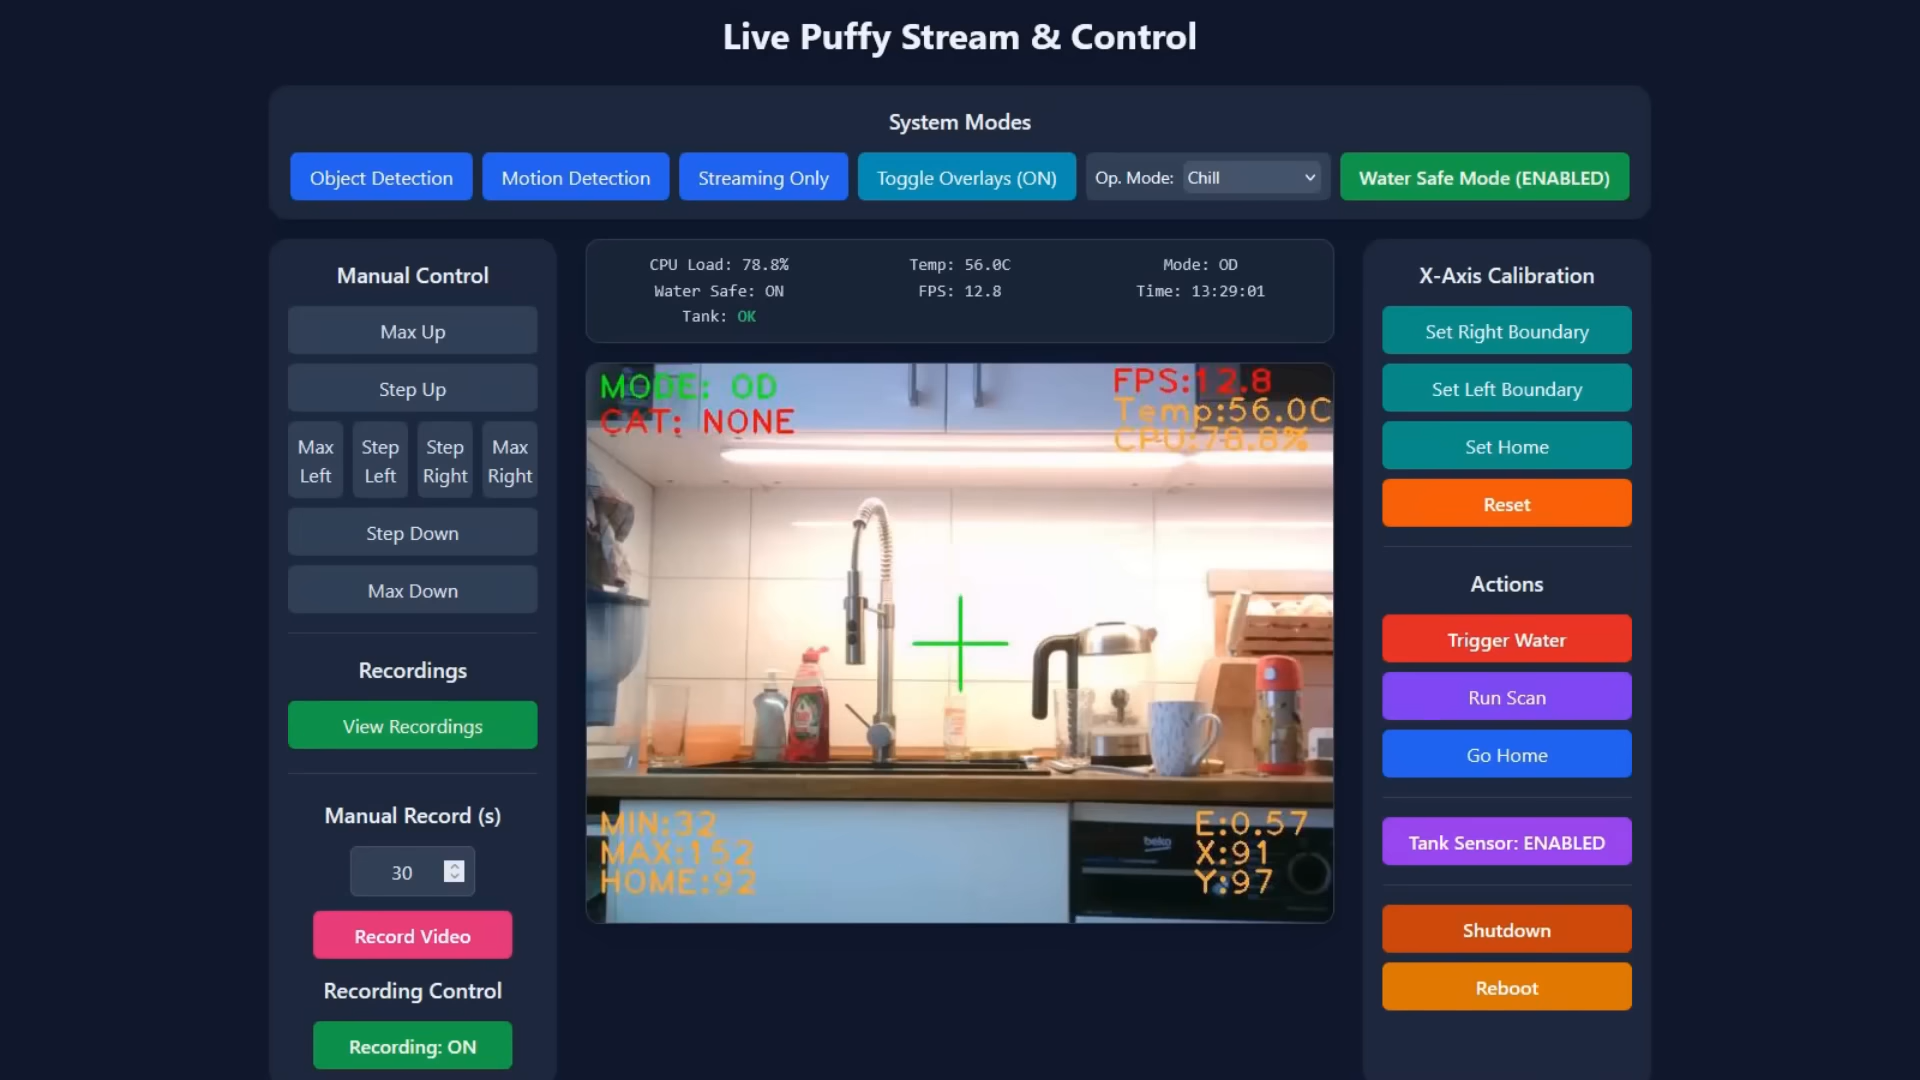 Live Puffy Stream & Control
System Modes
Object Detection
Motion Detection
Streaming Only
Toggle Overlays (ON)
Op. Mode: Chill
Water Safe Mode (ENABLED)
Manual Control
Max Up
Step Up
Max Left
Step Left
Step Right
Max Right
Step Down
Max Down
Recordings
View Recordings
Manual Record (s)
30
Record Video
Recording Control
Recording: ON
CPU Load: 78.8%
Temp: 56.0C
Mode: OD
Water Safe: ON
FPS: 12.8
Time: 13:29:01
Tank: OK
MODE: OD
CAT: NONE
FPS:12.8
Temp:56.0C
CPU:78.8%
beko
MIN:32
MAX:152
HOME:92
E:0.57
X:91
Y:97
X-Axis Calibration
Set Right Boundary
Set Left Boundary
Set Home
Reset
Actions
Trigger Water
Run Scan
Go Home
Tank Sensor: ENABLED
Shutdown
Reboot